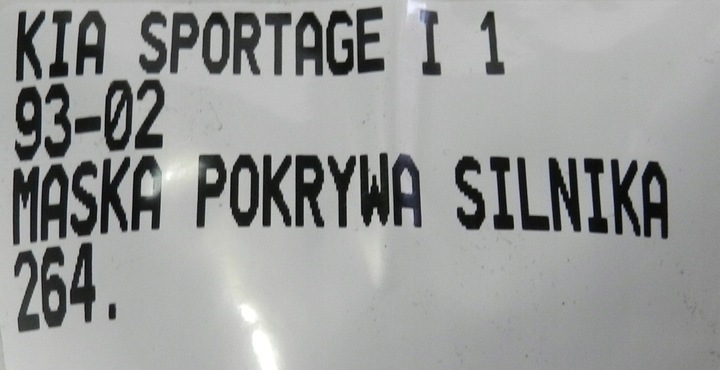 KIA SPORTAGE I 1
93-02
MASKA POKRYWA SILNIKA
264.